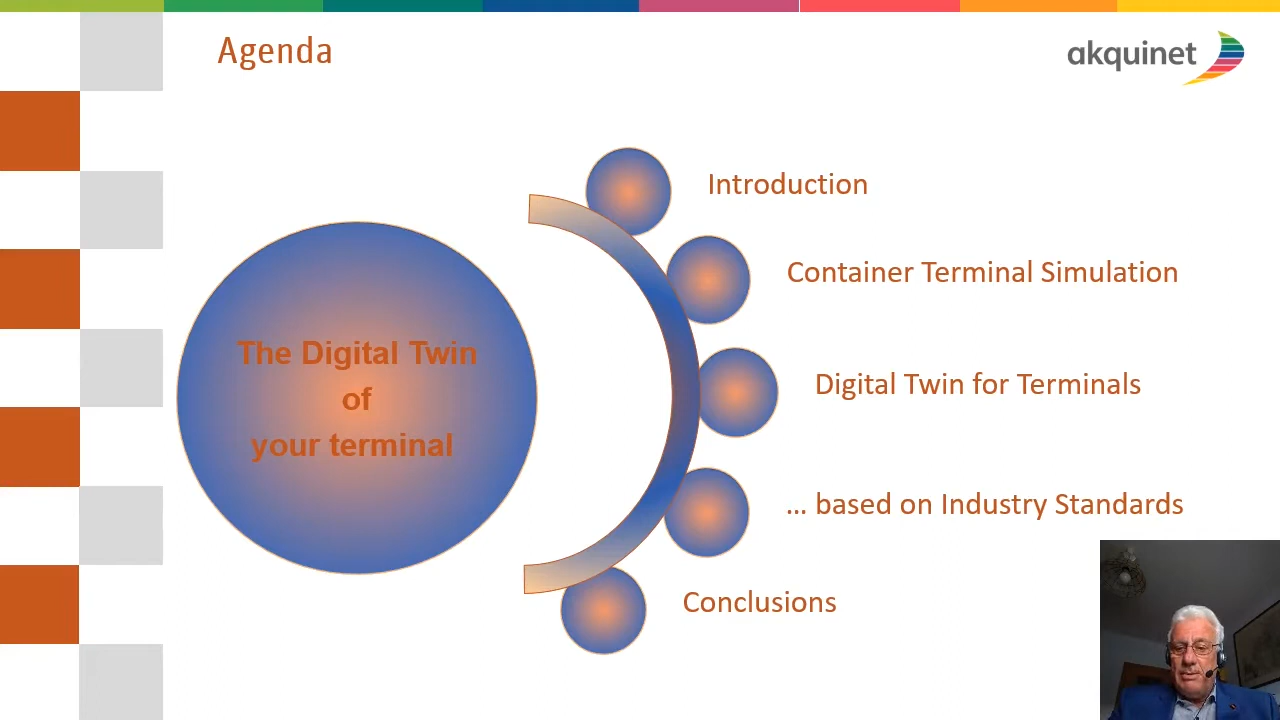 Agenda
akquinet
Introduction
Container Terminal Simulation
The Digital Twin
of
your terminal
Digital Twin for Terminals
... based on Industry Standards
Conclusions